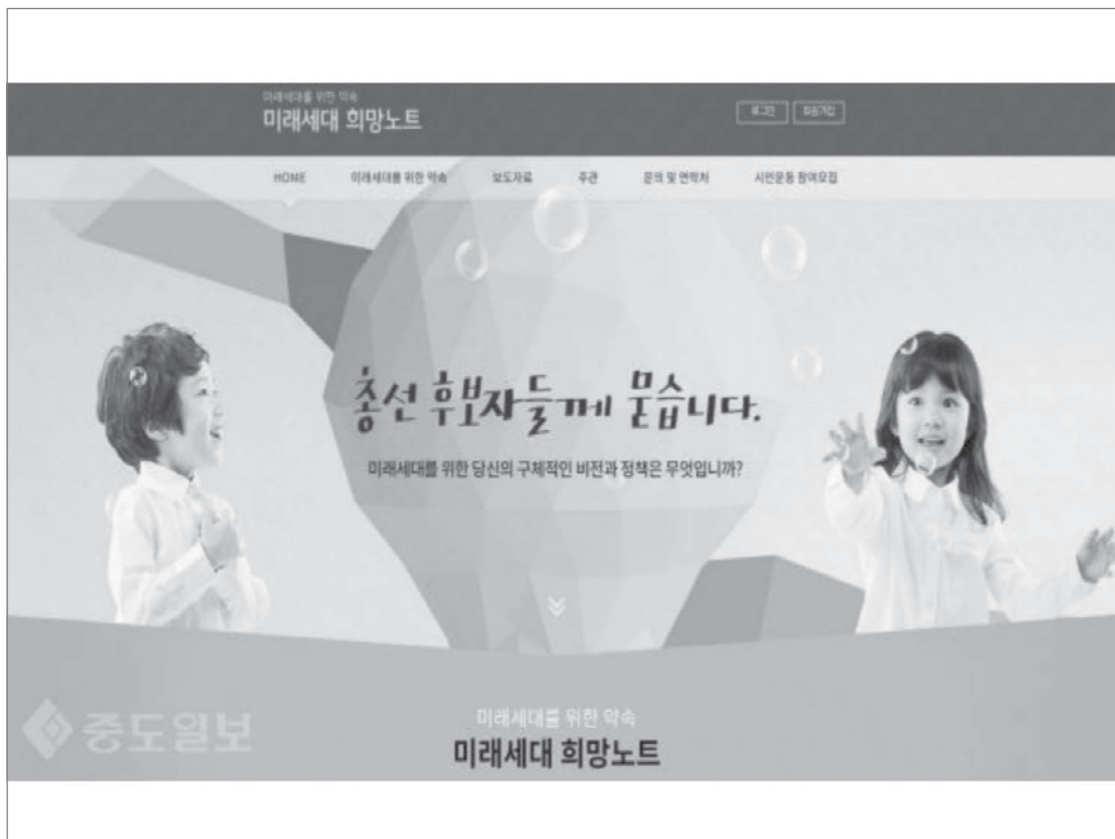 미래세대를 위한 약속
미래세대 희망노트
로그인 회원가입
HOME 미래세대를 위한 약속 보도자료 주관 문의 및 연락처 시민운동 참여모집
총선 후보자들께 묻습니다.
미래세대를 위한 당신의 구체적인 비전과 정책은 무엇입니까?
미래세대를 위한 약속
미래세대 희망노트
중도일보